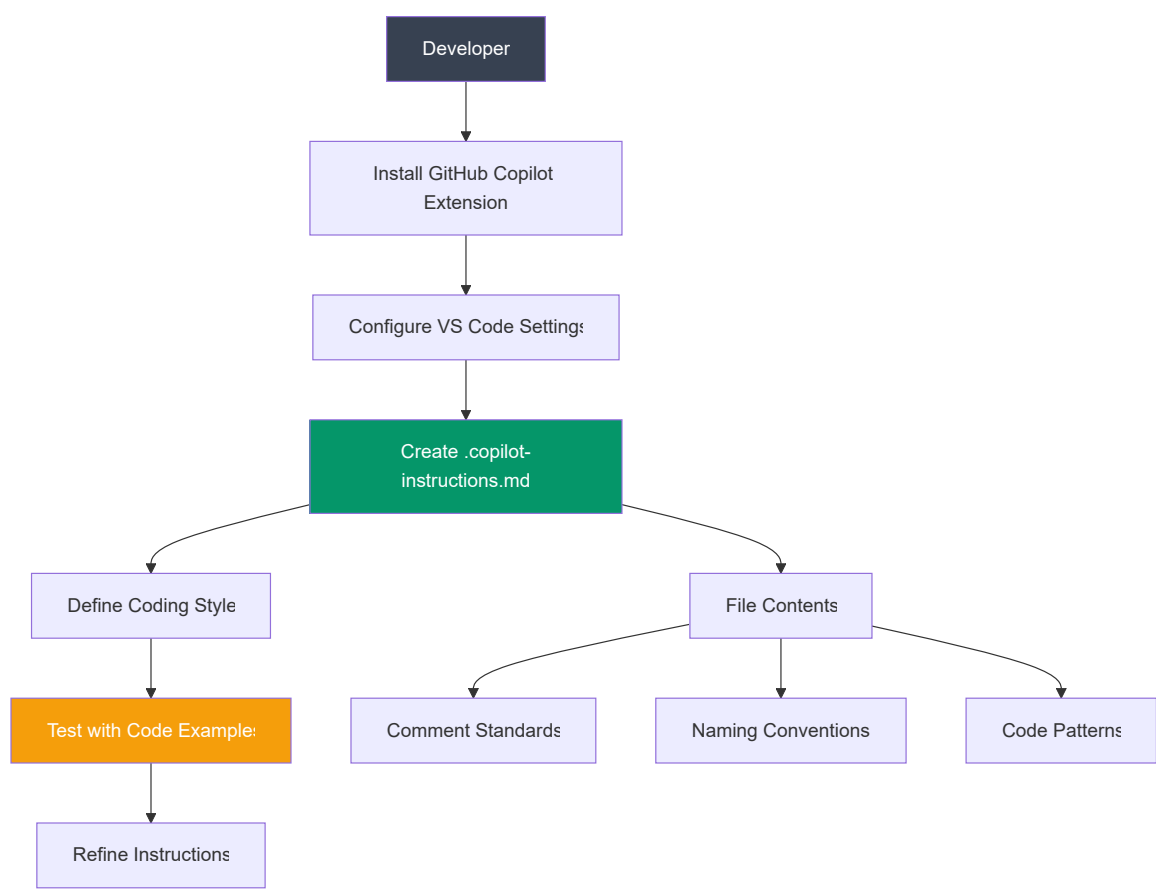 Developer
Install GitHub Copilot
Extension
Configure VS Code Settings
Create .copilot-
instructions.md
Define Coding Style
File Contents
Test with Code Examples
Comment Standards
Naming Conventions
Code Patterns
Refine Instructions